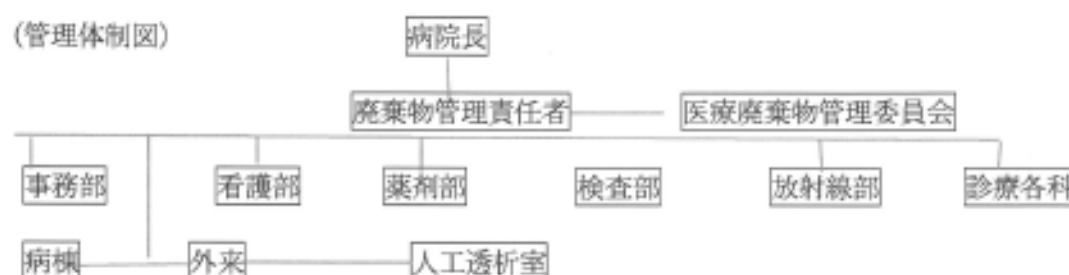 (管理体制図) 病院長
廃棄物管理責任者 医療廃棄物管理委員会
事務部 看護部 薬剤部 検査部 放射線部 診療各科
病棟 外来 人工透析室